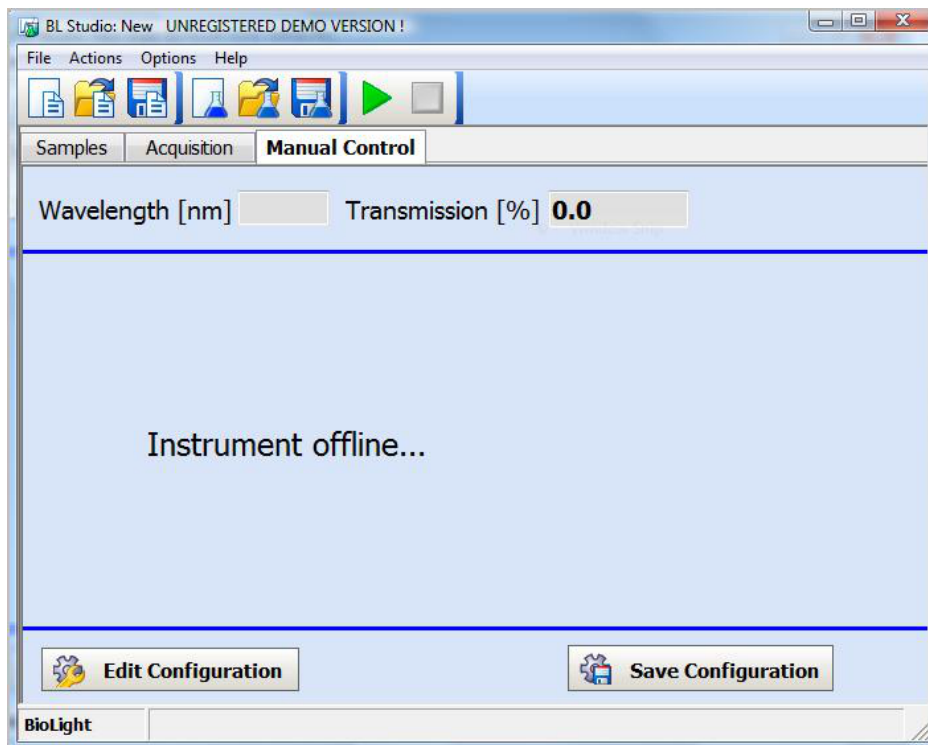 BL Studio: New UNREGISTERED DEMO VERSION !
File Actions Options Help
Samples Acquisition Manual Control
Wavelength [nm] Transmission [%] 0.0
Instrument offline...
Edit Configuration Save Configuration
BioLight